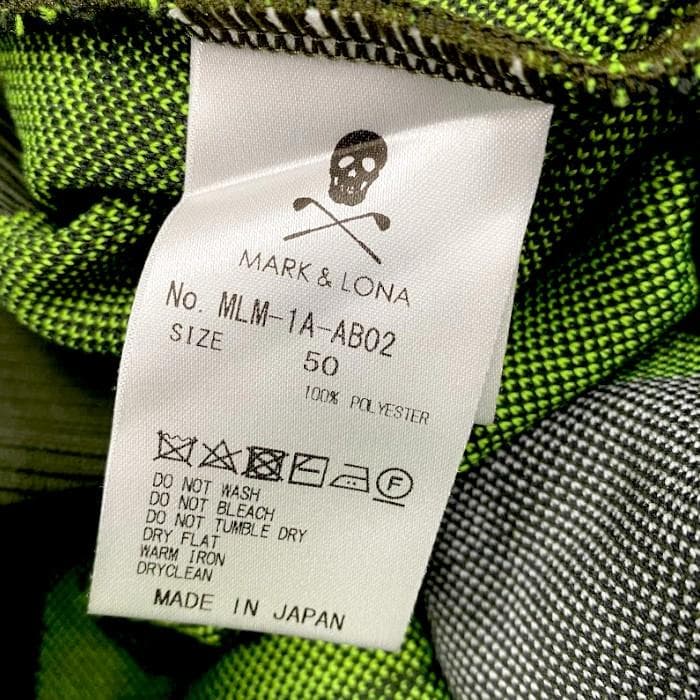 MARK & LONA
No. MLM-1A-AB02
SIZE 50
100% POLYESTER
F
DO NOT WASH
DO NOT BLEACH
DO NOT TUMBLE DRY
DRY FLAT
WARM IRON
DRYCLEAN
MADE IN JAPAN